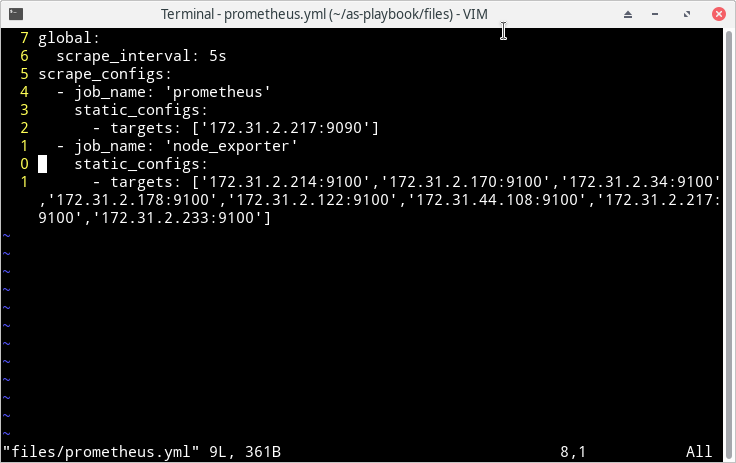 Terminal - prometheus.yml (~/as-playbook/files) - VIM
7 global:
6   scrape_interval: 5s
5 scrape_configs:
4   - job_name: 'prometheus'
3     static_configs:
2       - targets: ['172.31.2.217:9090']
1   - job_name: 'node_exporter'
0     static_configs:
1       - targets: ['172.31.2.214:9100','172.31.2.170:9100','172.31.2.34:9100'
,'172.31.2.178:9100','172.31.2.122:9100','172.31.44.108:9100','172.31.2.217:
9100','172.31.2.233:9100']
~
~
~
~
~
~
~
~
~
~
~
~
"files/prometheus.yml" 9L, 361B 8,1 All